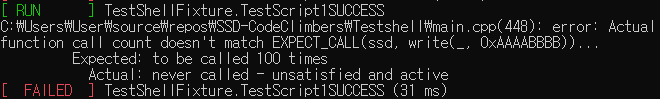 [ RUN      ] TestShellFixture.TestScript1SUCCESS
C:₩Users₩User₩source₩repos₩SSD-CodeClimbers₩Testshell₩main.cpp(448): error: Actual
function call count doesn't match EXPECT_CALL(ssd, write(_, 0xAAAABBBB))...
         Expected: to be called 100 times
           Actual: never called - unsatisfied and active
[  FAILED  ] TestShellFixture.TestScript1SUCCESS (31 ms)